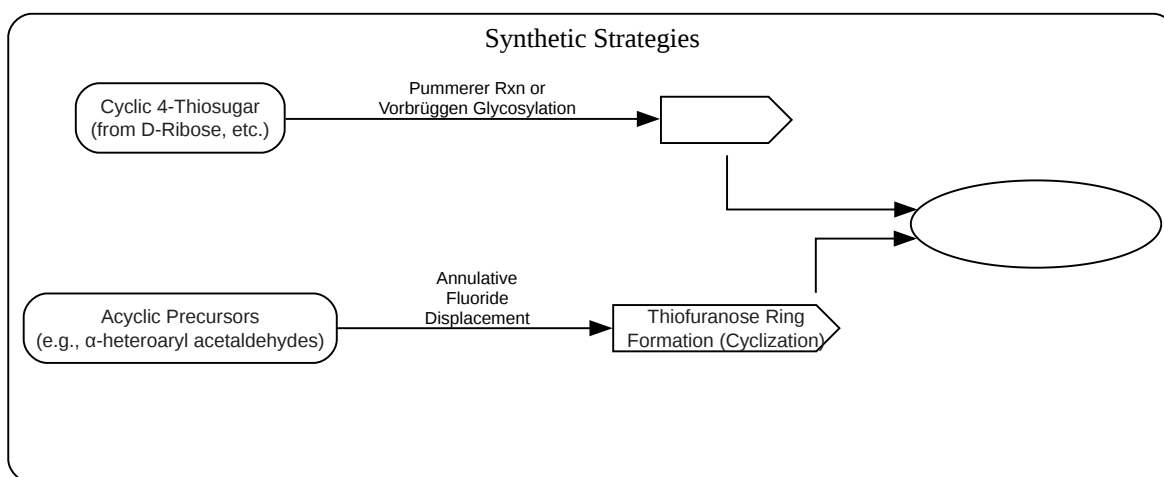 Synthetic Strategies
Cyclic 4-Thiosugar
(from D-Ribose, etc.)
Pummerer Rxn or
Vorbrüggen Glycosylation
Acyclic Precursors
(e.g., α-heteroaryl acetaldehydes)
Annulative
Fluoride
Displacement
Thiofuranose Ring
Formation (Cyclization)